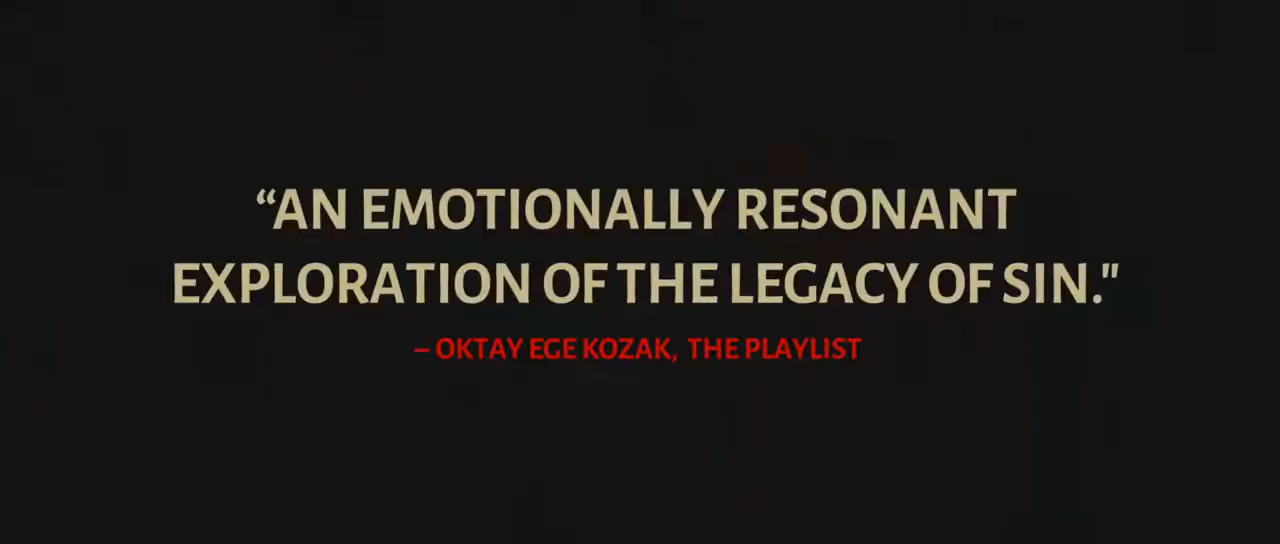 “AN EMOTIONALLY RESONANT
EXPLORATION OF THE LEGACY OF SIN."
– OKTAY EGE KOZAK, THE PLAYLIST